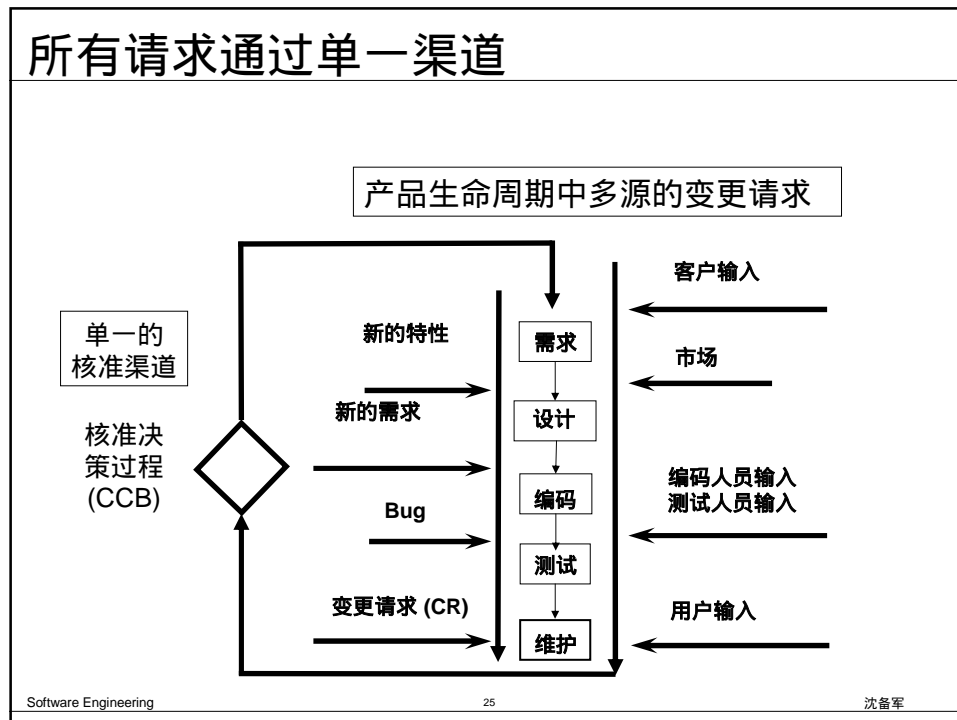 所有请求通过单一渠道
产品生命周期中多源的变更请求
单一的
核准渠道
核准决
策过程
(CCB)
新的特性
新的需求
Bug
变更请求 (CR)
需求
设计
编码
测试
维护
客户输入
市场
编码人员输入
测试人员输入
用户输入
Software Engineering
25
沈备军